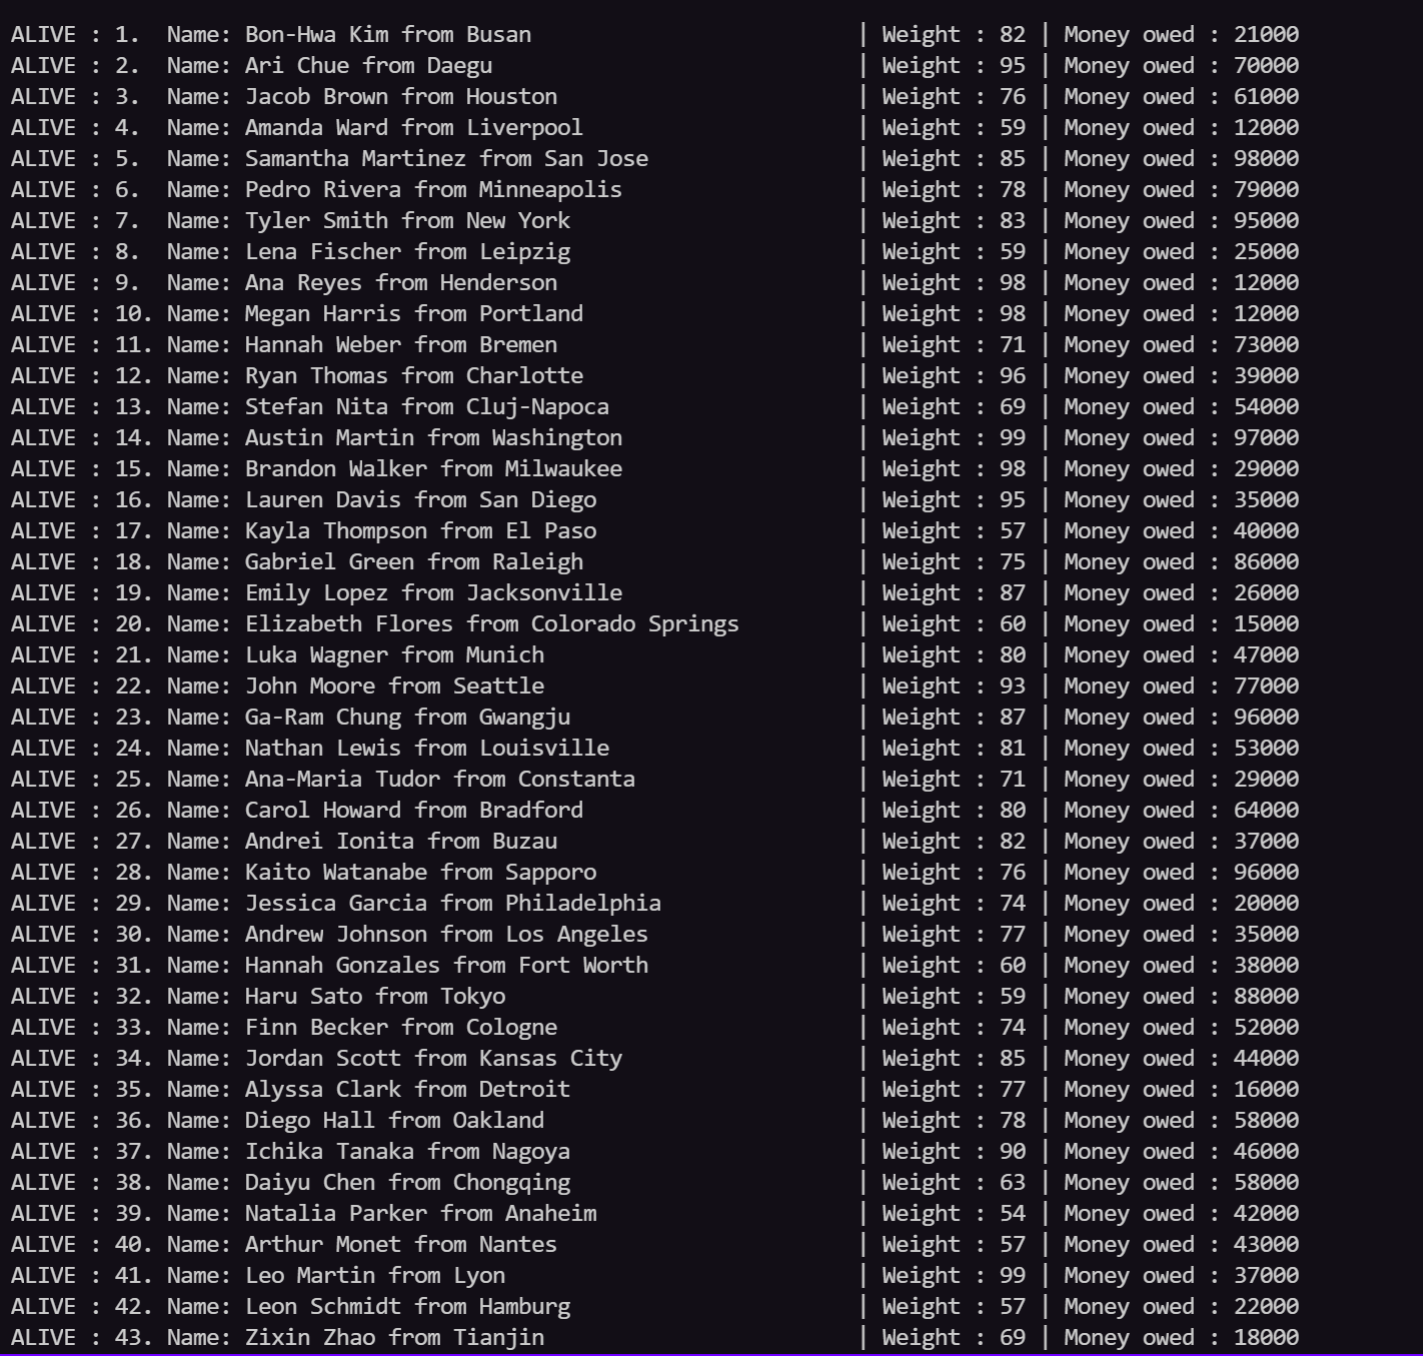 ALIVE : 1.  Name: Bon-Hwa Kim from Busan | Weight : 82 | Money owed : 21000
ALIVE : 2.  Name: Ari Chue from Daegu | Weight : 95 | Money owed : 70000
ALIVE : 3.  Name: Jacob Brown from Houston | Weight : 76 | Money owed : 61000
ALIVE : 4.  Name: Amanda Ward from Liverpool | Weight : 59 | Money owed : 12000
ALIVE : 5.  Name: Samantha Martinez from San Jose | Weight : 85 | Money owed : 98000
ALIVE : 6.  Name: Pedro Rivera from Minneapolis | Weight : 78 | Money owed : 79000
ALIVE : 7.  Name: Tyler Smith from New York | Weight : 83 | Money owed : 95000
ALIVE : 8.  Name: Lena Fischer from Leipzig | Weight : 59 | Money owed : 25000
ALIVE : 9.  Name: Ana Reyes from Henderson | Weight : 98 | Money owed : 12000
ALIVE : 10. Name: Megan Harris from Portland | Weight : 98 | Money owed : 12000
ALIVE : 11. Name: Hannah Weber from Bremen | Weight : 71 | Money owed : 73000
ALIVE : 12. Name: Ryan Thomas from Charlotte | Weight : 96 | Money owed : 39000
ALIVE : 13. Name: Stefan Nita from Cluj-Napoca | Weight : 69 | Money owed : 54000
ALIVE : 14. Name: Austin Martin from Washington | Weight : 99 | Money owed : 97000
ALIVE : 15. Name: Brandon Walker from Milwaukee | Weight : 98 | Money owed : 29000
ALIVE : 16. Name: Lauren Davis from San Diego | Weight : 95 | Money owed : 35000
ALIVE : 17. Name: Kayla Thompson from El Paso | Weight : 57 | Money owed : 40000
ALIVE : 18. Name: Gabriel Green from Raleigh | Weight : 75 | Money owed : 86000
ALIVE : 19. Name: Emily Lopez from Jacksonville | Weight : 87 | Money owed : 26000
ALIVE : 20. Name: Elizabeth Flores from Colorado Springs | Weight : 60 | Money owed : 15000
ALIVE : 21. Name: Luka Wagner from Munich | Weight : 80 | Money owed : 47000
ALIVE : 22. Name: John Moore from Seattle | Weight : 93 | Money owed : 77000
ALIVE : 23. Name: Ga-Ram Chung from Gwangju | Weight : 87 | Money owed : 96000
ALIVE : 24. Name: Nathan Lewis from Louisville | Weight : 81 | Money owed : 53000
ALIVE : 25. Name: Ana-Maria Tudor from Constanta | Weight : 71 | Money owed : 29000
ALIVE : 26. Name: Carol Howard from Bradford | Weight : 80 | Money owed : 64000
ALIVE : 27. Name: Andrei Ionita from Buzau | Weight : 82 | Money owed : 37000
ALIVE : 28. Name: Kaito Watanabe from Sapporo | Weight : 76 | Money owed : 96000
ALIVE : 29. Name: Jessica Garcia from Philadelphia | Weight : 74 | Money owed : 20000
ALIVE : 30. Name: Andrew Johnson from Los Angeles | Weight : 77 | Money owed : 35000
ALIVE : 31. Name: Hannah Gonzales from Fort Worth | Weight : 60 | Money owed : 38000
ALIVE : 32. Name: Haru Sato from Tokyo | Weight : 59 | Money owed : 88000
ALIVE : 33. Name: Finn Becker from Cologne | Weight : 74 | Money owed : 52000
ALIVE : 34. Name: Jordan Scott from Kansas City | Weight : 85 | Money owed : 44000
ALIVE : 35. Name: Alyssa Clark from Detroit | Weight : 77 | Money owed : 16000
ALIVE : 36. Name: Diego Hall from Oakland | Weight : 78 | Money owed : 58000
ALIVE : 37. Name: Ichika Tanaka from Nagoya | Weight : 90 | Money owed : 46000
ALIVE : 38. Name: Daiyu Chen from Chongqing | Weight : 63 | Money owed : 58000
ALIVE : 39. Name: Natalia Parker from Anaheim | Weight : 54 | Money owed : 42000
ALIVE : 40. Name: Arthur Monet from Nantes | Weight : 57 | Money owed : 43000
ALIVE : 41. Name: Leo Martin from Lyon | Weight : 99 | Money owed : 37000
ALIVE : 42. Name: Leon Schmidt from Hamburg | Weight : 57 | Money owed : 22000
ALIVE : 43. Name: Zixin Zhao from Tianjin | Weight : 69 | Money owed : 18000